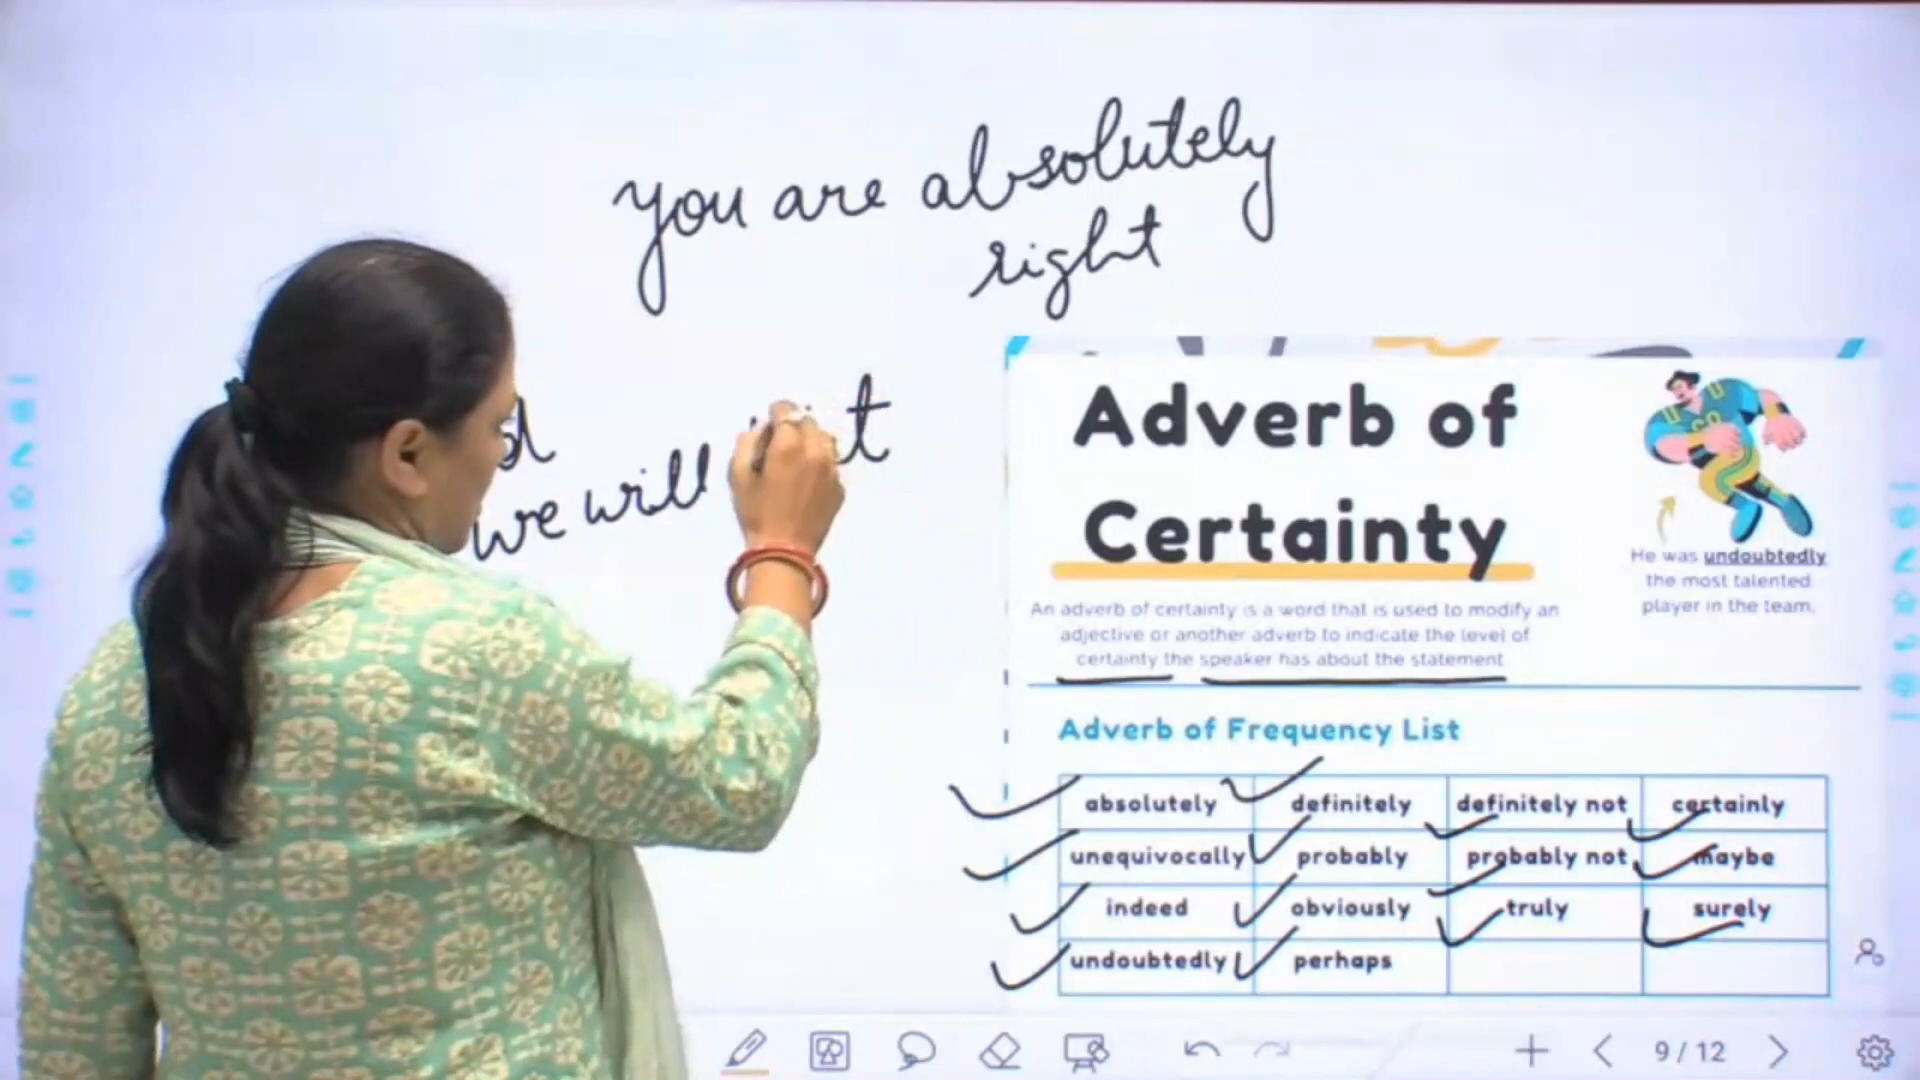 you are absolutely
right
we will
Adverb of
Certainty
He was undoubtedly
the most talented
player in the team.
An adverb of certainty is a word that is used to modify an
adjective or another adverb to indicate the level of
certainty the speaker has about the statement
Adverb of Frequency List
absolutely definitely definitely not certainly
unequivocally probably probably not maybe
indeed obviously truly surely
undoubtedly perhaps
9 / 12